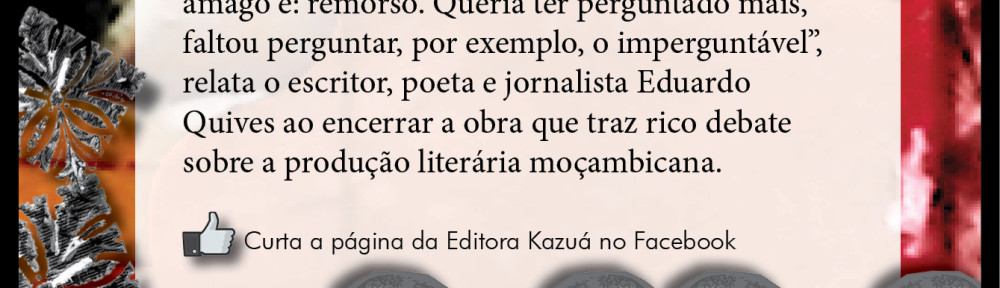 âmago é: remorso. Queria ter perguntado mais,
faltou perguntar, por exemplo, o imperguntável”,
relata o escritor, poeta e jornalista Eduardo
Quives ao encerrar a obra que traz rico debate
sobre a produção literária moçambicana.
Curta a página da Editora Kazuá no Facebook